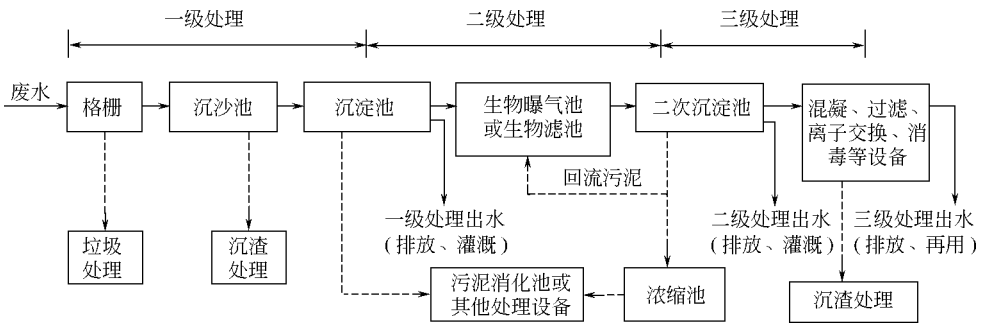 一级处理
二级处理
三级处理
废水
格栅
沉沙池
沉淀池
生物曝气池
或生物滤池
二次沉淀池
混凝、过滤、
离子交换、消
毒等设备
回流污泥
一级处理出水
(排放、灌溉)
二级处理出水
(排放、灌溉)
三级处理出水
(排放、再用)
垃圾
处理
沉渣
处理
污泥消化池或
其他处理设备
浓缩池
沉渣处理